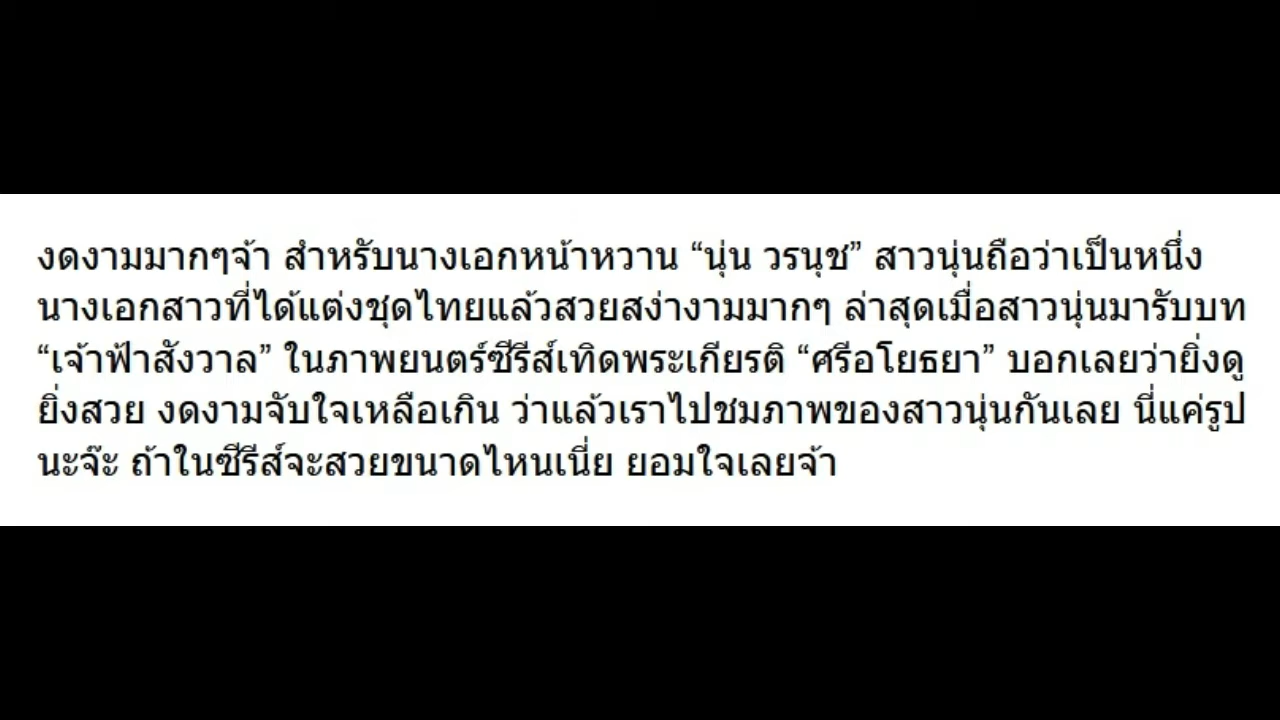 งดงามมากๆจ้า สำหรับนางเอกหน้าหวาน “นุ่น วรนุช” สาวนุ่นถือว่าเป็นหนึ่ง
นางเอกสาวที่ได้แต่งชุดไทยแล้วสวยสง่างามมากๆ ล่าสุดเมื่อสาวนุ่นมารับบท
“เจ้าฟ้าสังวาล” ในภาพยนตร์ซีรีส์เทิดพระเกียรติ “ศรีอโยธยา” บอกเลยว่ายิ่งดู
ยิ่งสวย งดงามจับใจเหลือเกิน ว่าแล้วเราไปชมภาพของสาวนุ่นกันเลย นี่แค่รูป
นะจ๊ะ ถ้าในซีรีส์จะสวยขนาดไหนเนี่ย ยอมใจเลยจ้า